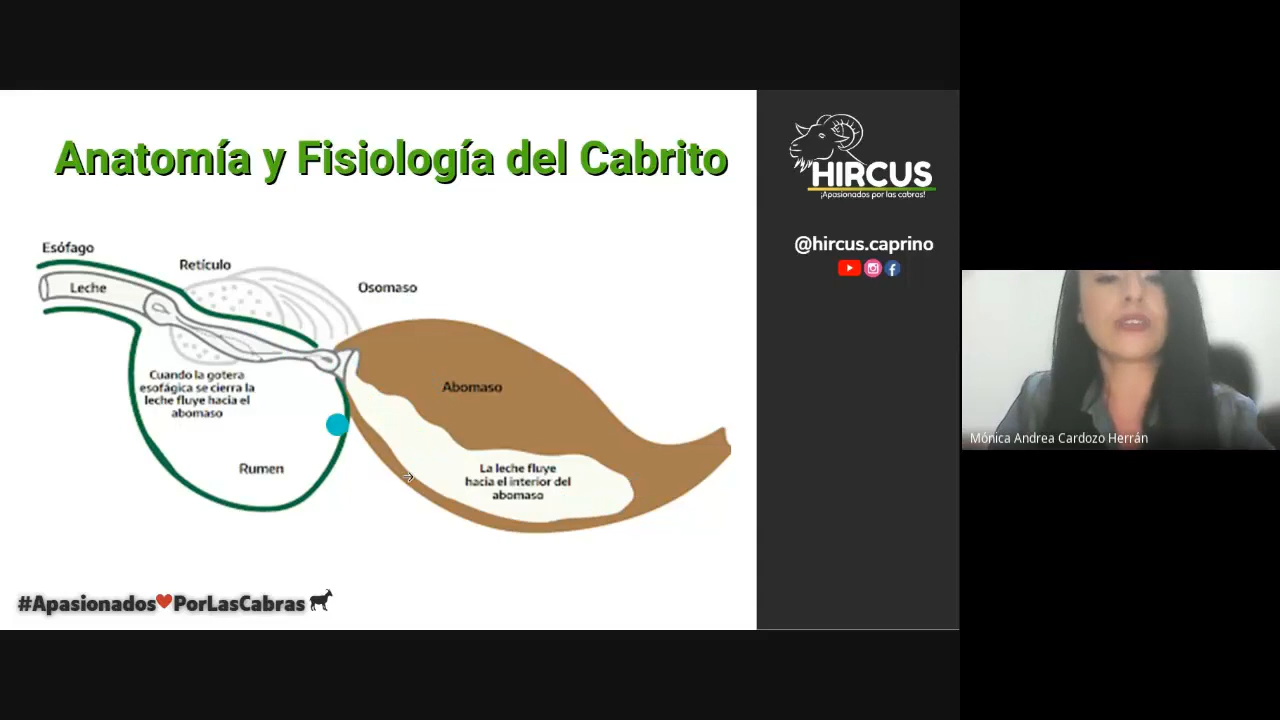 Anatomía y Fisiología del Cabrito
Esófago
Retículo
Osomaso
Leche
Cuando la gotera
esofágica se cierra la
leche fluye hacia el
abomaso
Abomaso
Rumen
La leche fluye
hacia el interior del
abomaso
#Apasionados❤PorLasCabras
HIRCUS
¡Apasionados por las cabras!
@hircus.caprino
Mónica Andrea Cardozo Herrán